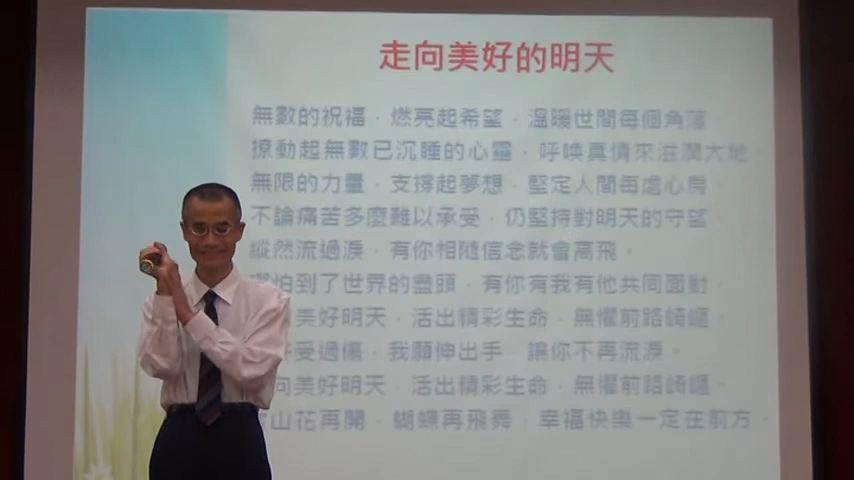 走向美好的明天
無數的祝福，燃亮起希望，溫暖世間每個角落，
撩動起無數已沉睡的心靈，呼喚真情來滋潤大地。
無限的力量，支撐起夢想，堅定人間每處心房，
不論痛苦多麼難以承受，仍堅持對明天的守望。
縱然流過淚，有你相隨信念就會高飛。
怕到了世界的盡頭，有你有我有他共同面對。
美好明天，活出精彩生命，無懼前路崎嶇。
受過傷，我願伸出手，讓你不再流淚。
向美好明天，活出精彩生命，無懼前路崎嶇。
山花再開，蝴蝶再飛舞，幸福快樂一定在前方。